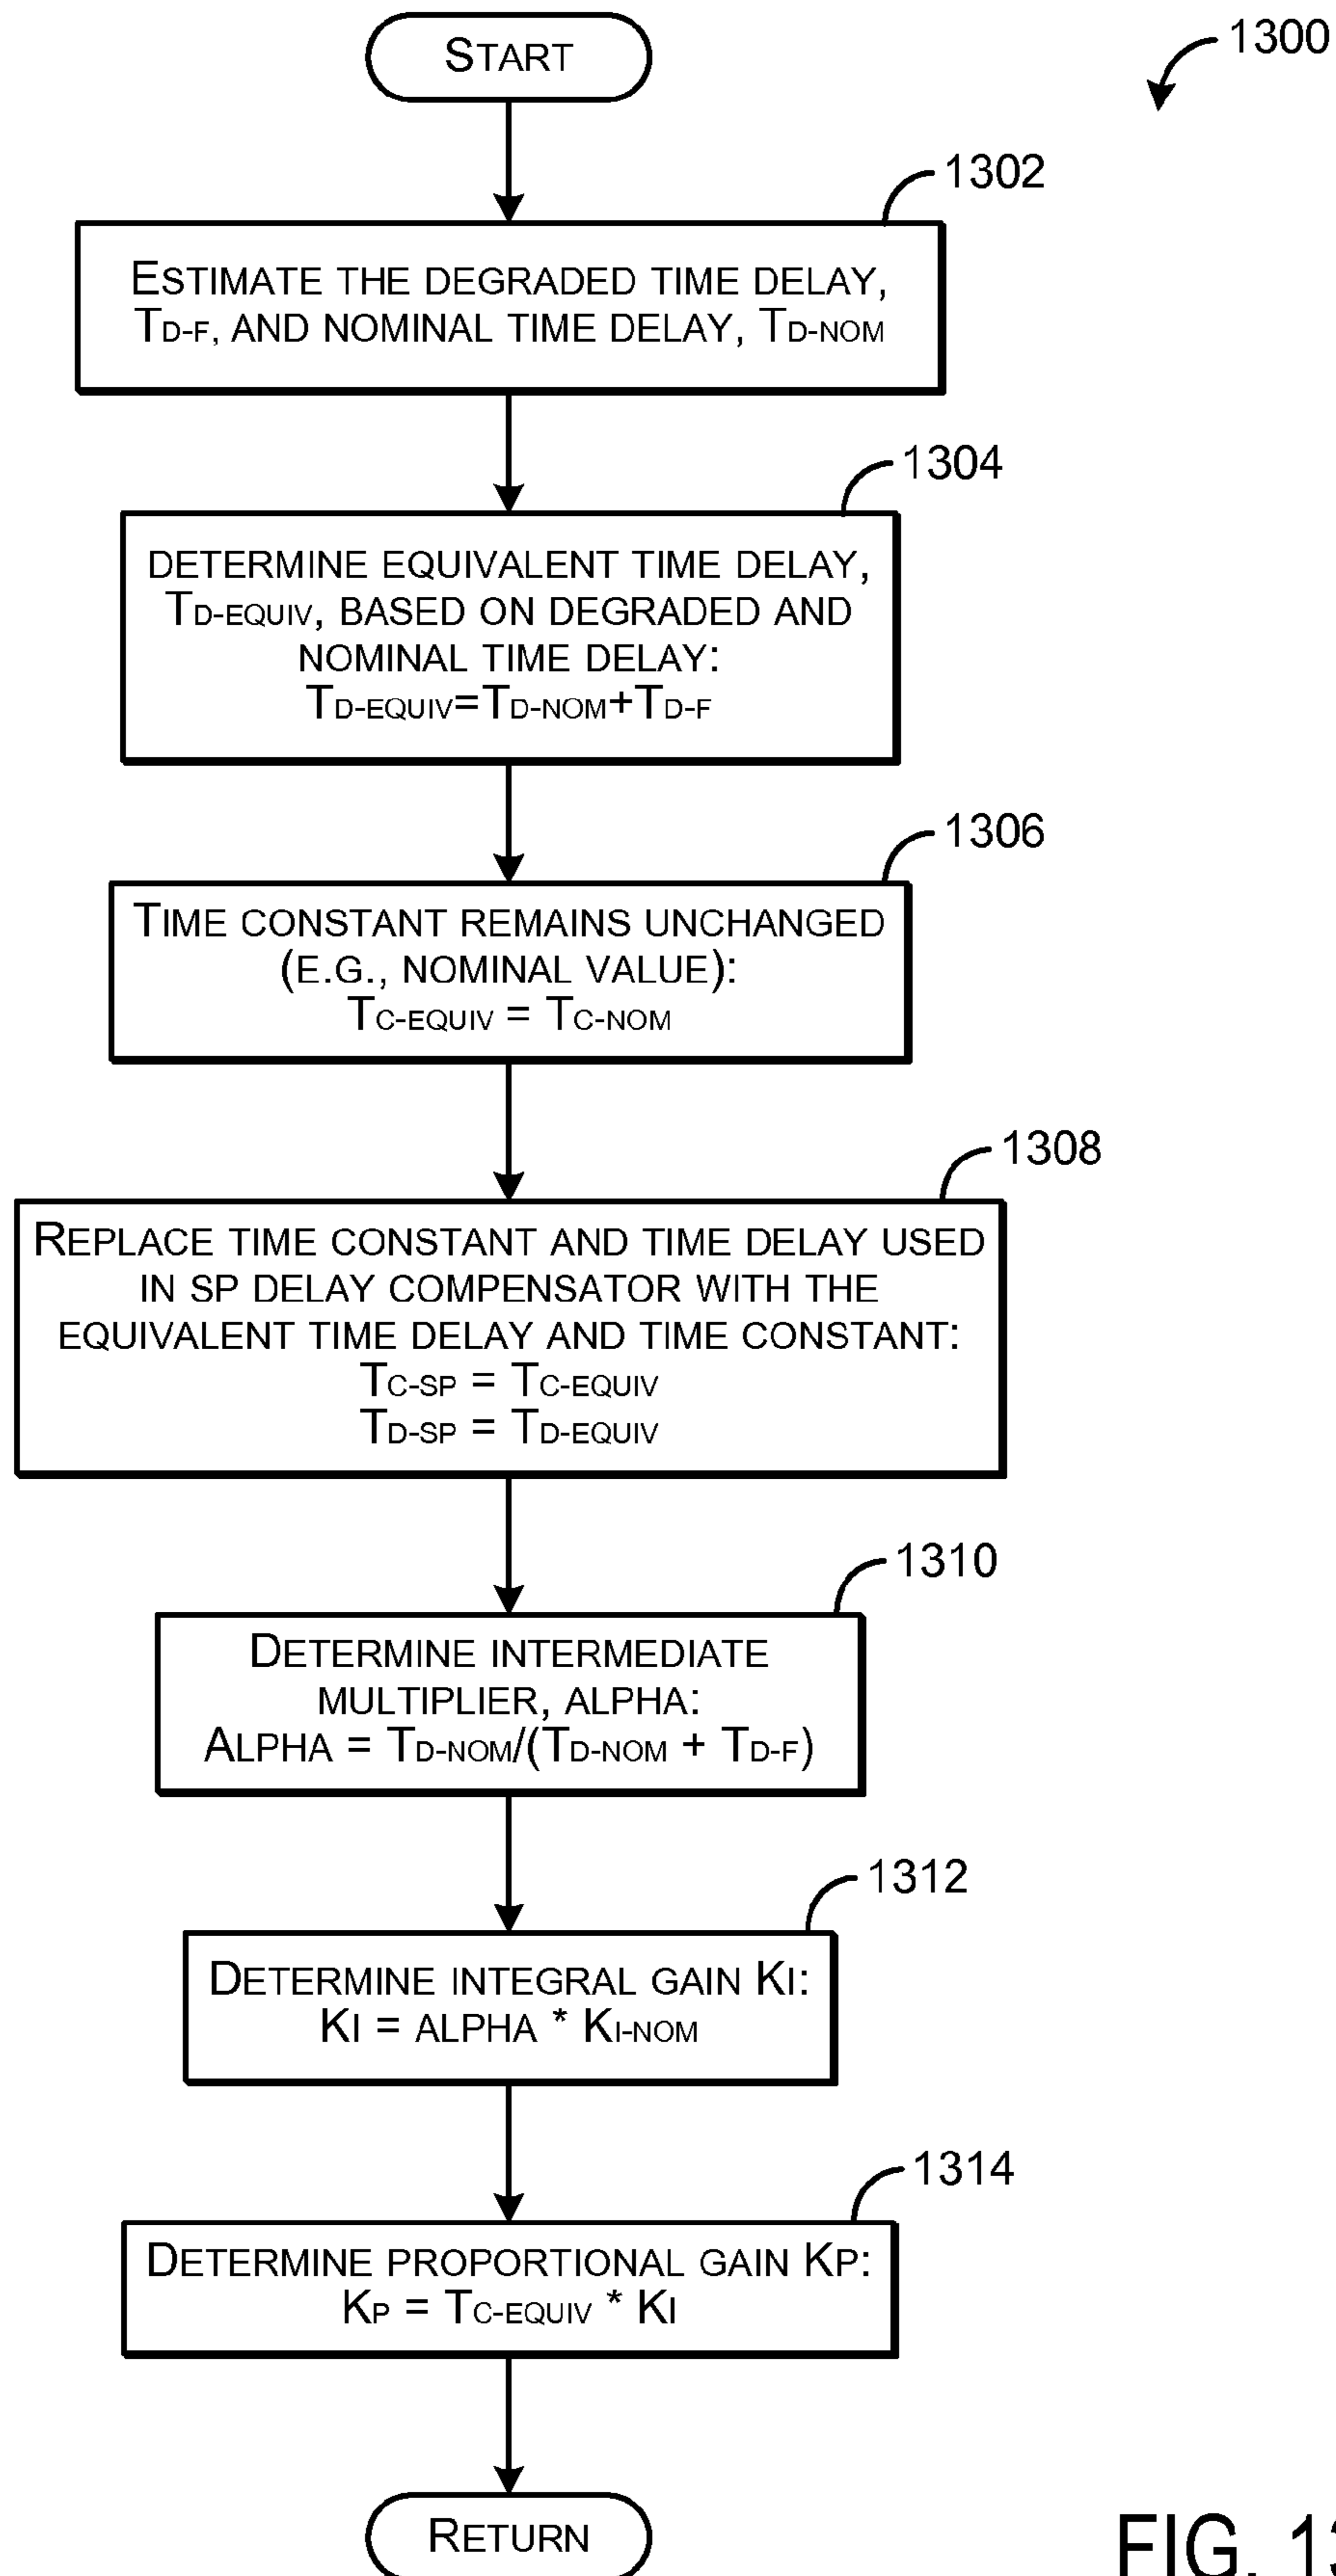 START
1300
1302
ESTIMATE THE DEGRADED TIME DELAY,
TD-F, AND NOMINAL TIME DELAY, TD-NOM
1304
DETERMINE EQUIVALENT TIME DELAY,
TD-EQUIV, BASED ON DEGRADED AND
NOMINAL TIME DELAY:
TD-EQUIV=TD-NOM+TD-F
1306
TIME CONSTANT REMAINS UNCHANGED
(E.G., NOMINAL VALUE):
TC-EQUIV = TC-NOM
1308
REPLACE TIME CONSTANT AND TIME DELAY USED
IN SP DELAY COMPENSATOR WITH THE
EQUIVALENT TIME DELAY AND TIME CONSTANT:
TC-SP = TC-EQUIV
TD-SP = TD-EQUIV
1310
DETERMINE INTERMEDIATE
MULTIPLIER, ALPHA:
ALPHA = TD-NOM/(TD-NOM + TD-F)
1312
DETERMINE INTEGRAL GAIN KI:
KI = ALPHA * KI-NOM
1314
DETERMINE PROPORTIONAL GAIN KP:
KP = TC-EQUIV * KI
RETURN
FIG. 13